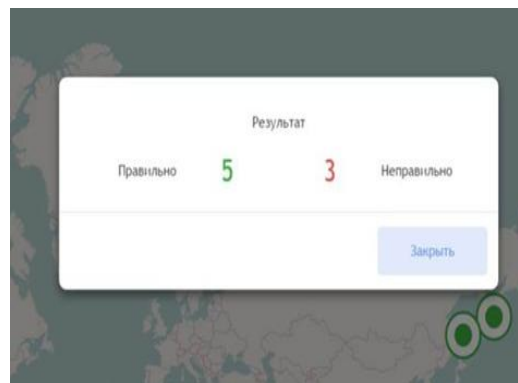 Результат
Правильно 5 3 Неправильно
Закрыть